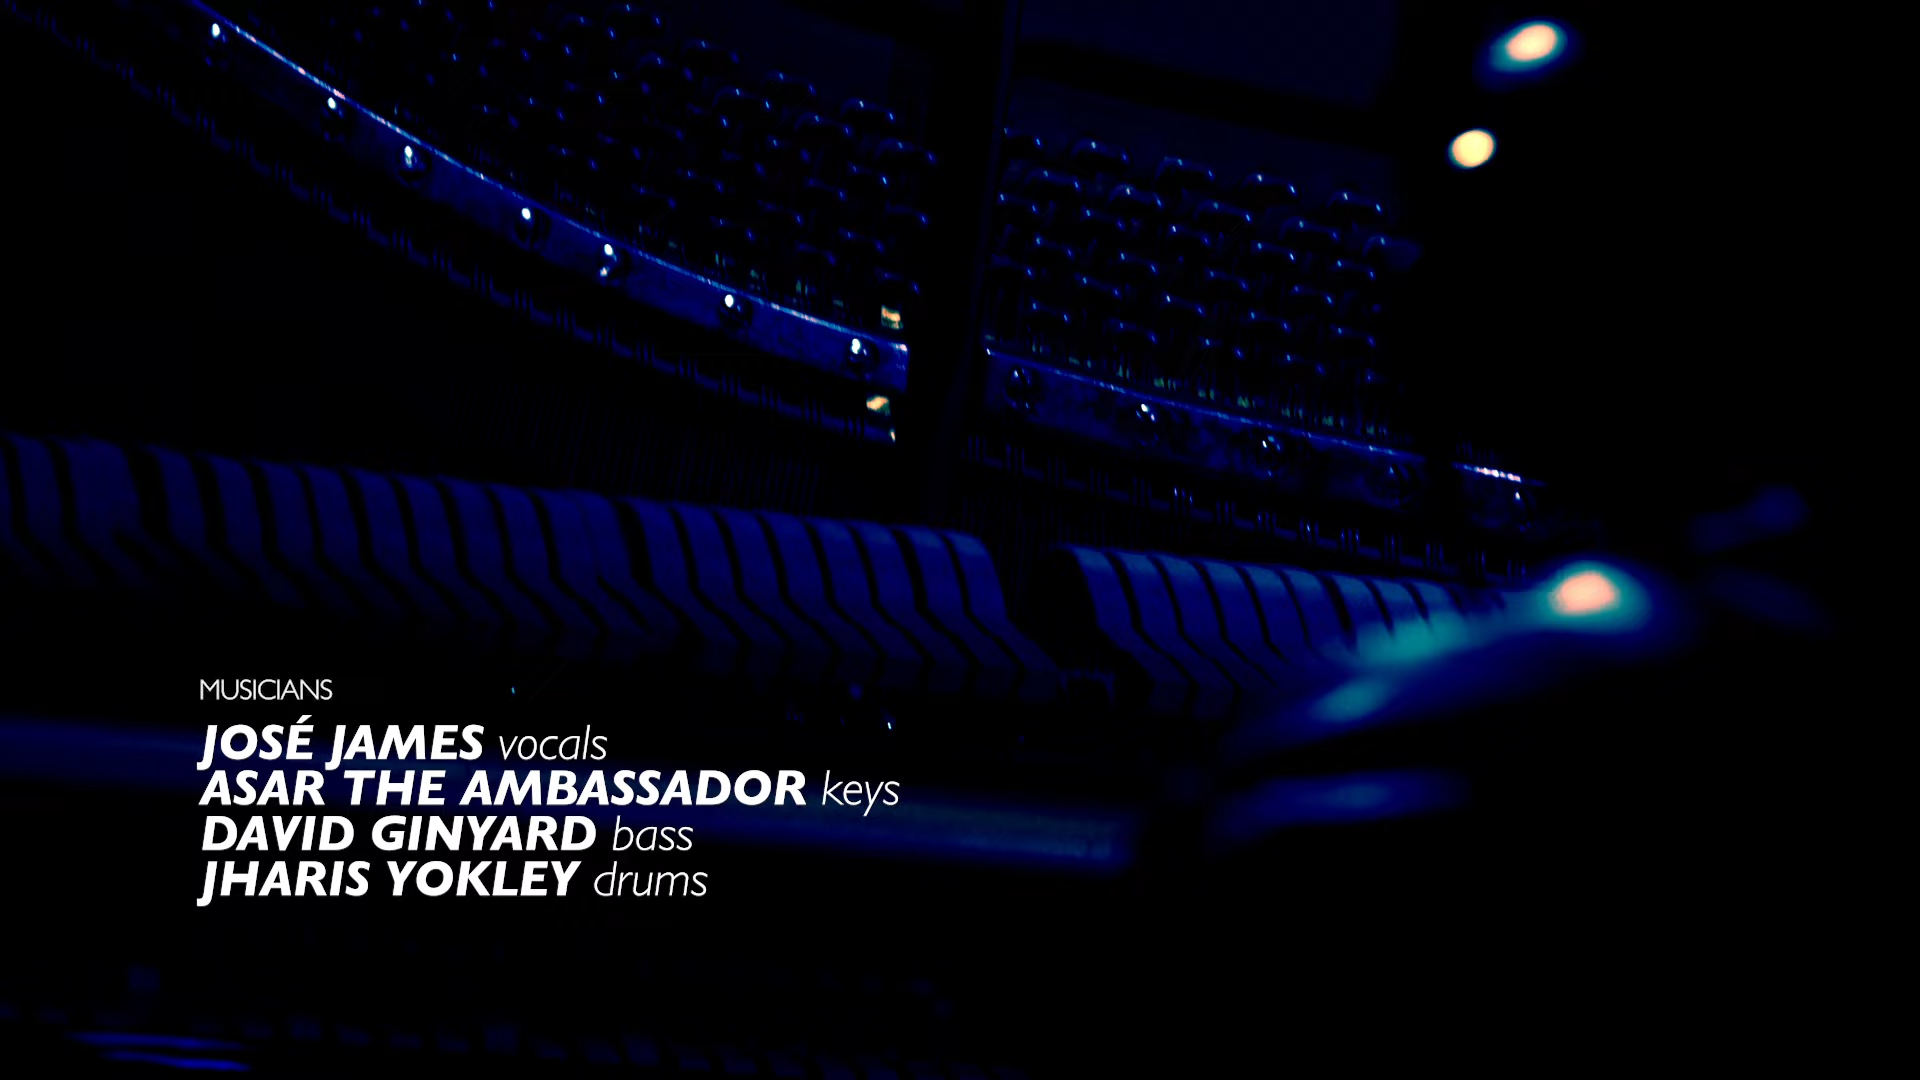 MUSICIANS
JOSÉ JAMES vocals
ASAR THE AMBASSADOR keys
DAVID GINYARD bass
JHARIS YOKLEY drums